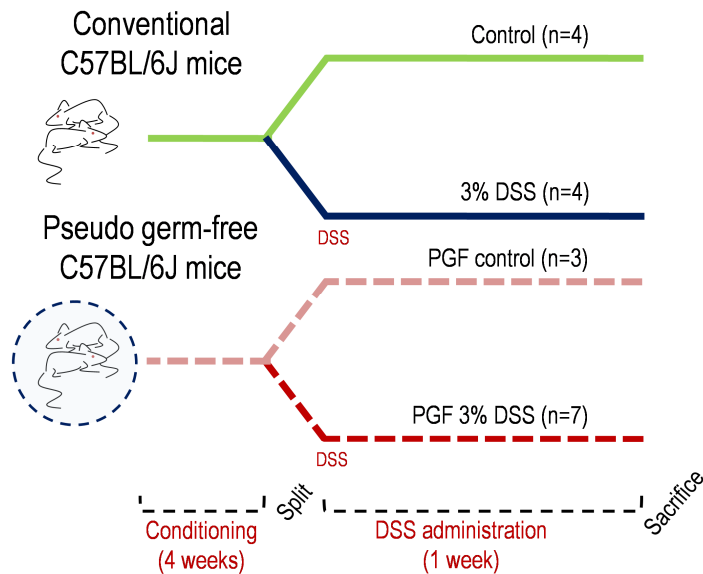 Conventional
C57BL/6J mice
Control (n=4)
3% DSS (n=4)
DSS
Pseudo germ-free
C57BL/6J mice
PGF control (n=3)
PGF 3% DSS (n=7)
DSS
Conditioning
(4 weeks)
Split
DSS administration
(1 week)
Sacrifice